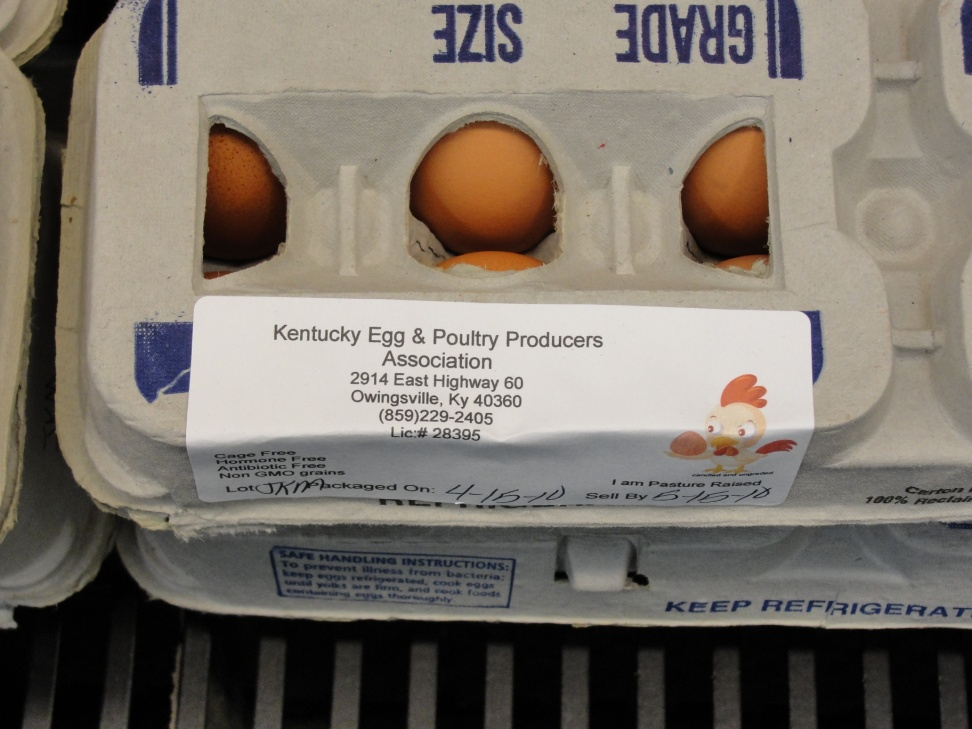 SIZE GRADE
Kentucky Egg & Poultry Producers
Association
2914 East Highway 60
Owingsville, Ky 40360
(859)229-2405
Lic:# 28395
Cage Free
Hormone Free
Antibiotic Free
Non GMO grains
candled and ungraded
I am Pasture Raised
Lot JKM Packaged On: 4-15-10 Sell By 5-15-10
Carton
100% Reclai
SAFE HANDLING INSTRUCTIONS:
To prevent illness from bacteria:
keep eggs refrigerated, cook eggs
until yolks are firm, and cook foods
containing eggs thoroughly.
KEEP REFRIGERAT